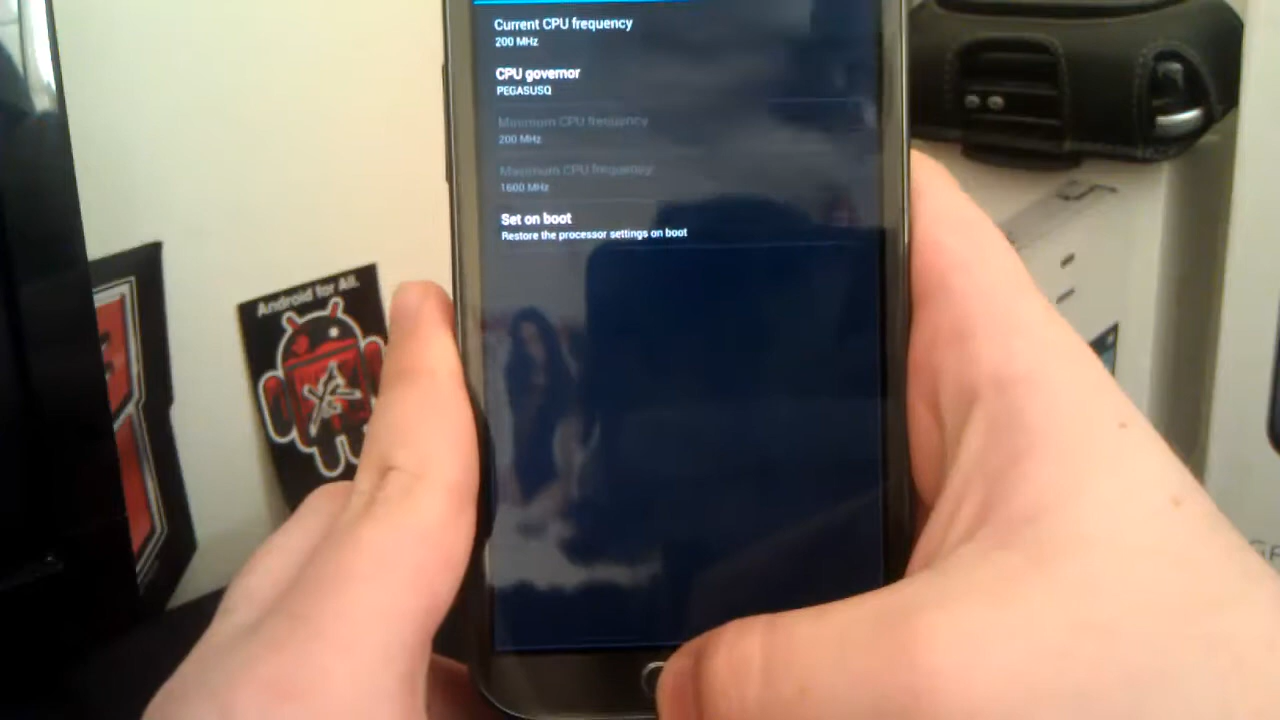 Current CPU frequency
200 MHz
CPU governor
PEGASUSQ
Minimum CPU frequency
200 MHz
Maximum CPU frequency
1600 MHz
Set on boot
Restore the processor settings on boot
Android for All.